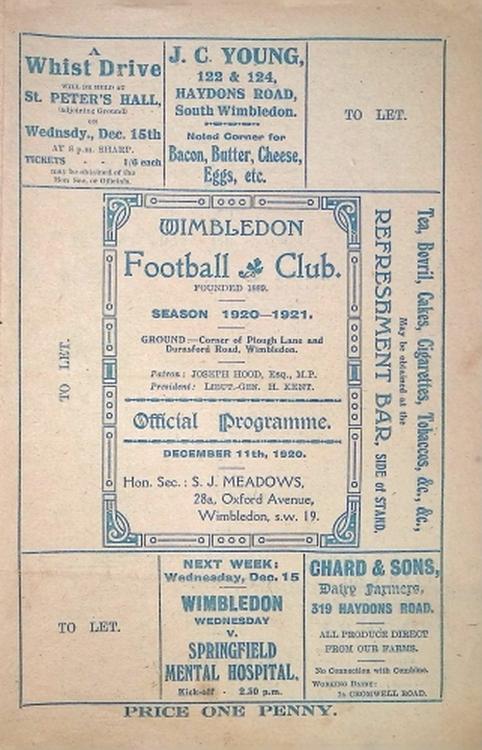 A
Whist Drive
WILL BE HELD AT
St. PETER'S HALL,
(adjoining Ground)
ON
Wednsdy., Dec. 15th
AT 8 p.m. SHARP.
TICKETS - - 1/6 each
may be obtained of the
Hon Sec. or Officials.
J. C. YOUNG,
122 & 124,
HAYDONS ROAD,
South Wimbledon.
Noted Corner for
Bacon, Butter, Cheese,
Eggs, etc.
TO LET.
TO LET.
WIMBLEDON
Football Club.
FOUNDED 1889.
SEASON 1920—1921.
GROUND:—Corner of Plough Lane and
Durnsford Road, Wimbledon.
Patron: JOSEPH HOOD, Esq., M.P.
President: LIEUT.-GEN. H. KENT.
Official Programme.
DECEMBER 11th, 1920.
Hon. Sec.: S. J. MEADOWS,
28a, Oxford Avenue,
Wimbledon, s.w. 19.
Tea, Bovril, Cakes, Cigarettes, Tobaccos, &c., &c.,
May be obtained at the
REFRESHMENT BAR, SIDE OF STAND.
TO LET.
NEXT WEEK:
Wednesday, Dec. 15
WIMBLEDON
WEDNESDAY
V.
SPRINGFIELD
MENTAL HOSPITAL,
Kick-off - 2.30 p.m.
CHARD & SONS,
Dairy Farmers,
319 HAYDONS ROAD.
ALL PRODUCE DIRECT
FROM OUR FARMS.
No Connection with Combine.
WORKING DAIRY:
1a CROMWELL ROAD.
PRICE ONE PENNY.